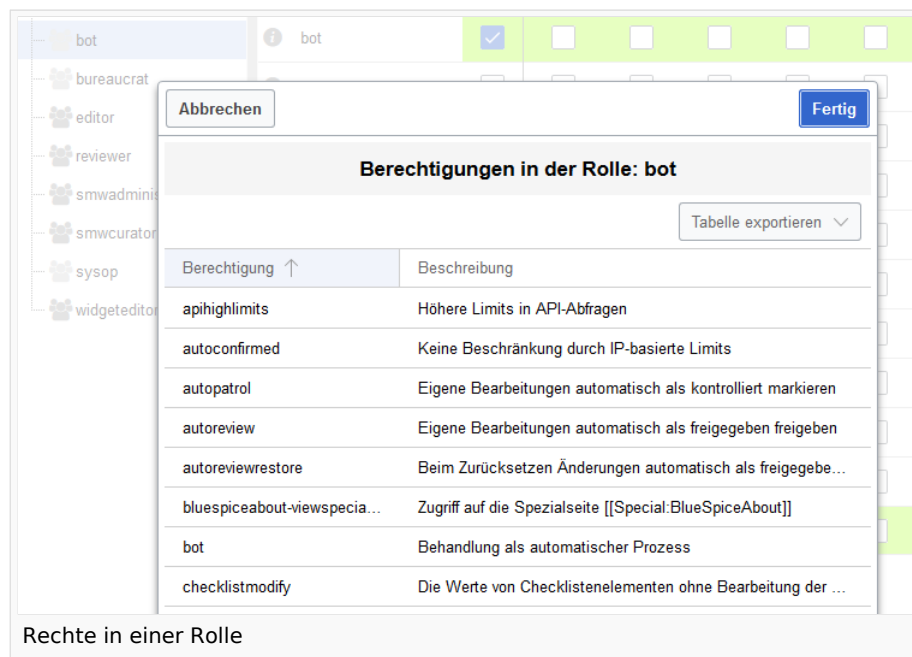 bot
bot
bureaucrat
editor
reviewer
smwadminis
smwcurator
sysop
widgeteditor
Abbrechen
Fertig
Berechtigungen in der Rolle: bot
Tabelle exportieren
Berechtigung ↑ Beschreibung
apihighlimits Höhere Limits in API-Abfragen
autoconfirmed Keine Beschränkung durch IP-basierte Limits
autopatrol Eigene Bearbeitungen automatisch als kontrolliert markieren
autoreview Eigene Bearbeitungen automatisch als freigegeben freigeben
autoreviewrestore Beim Zurücksetzen Änderungen automatisch als freigegebe...
bluespiceabout-viewspecia... Zugriff auf die Spezialseite [[Special:BlueSpiceAbout]]
bot Behandlung als automatischer Prozess
checklistmodify Die Werte von Checklistenelementen ohne Bearbeitung der ...
Rechte in einer Rolle